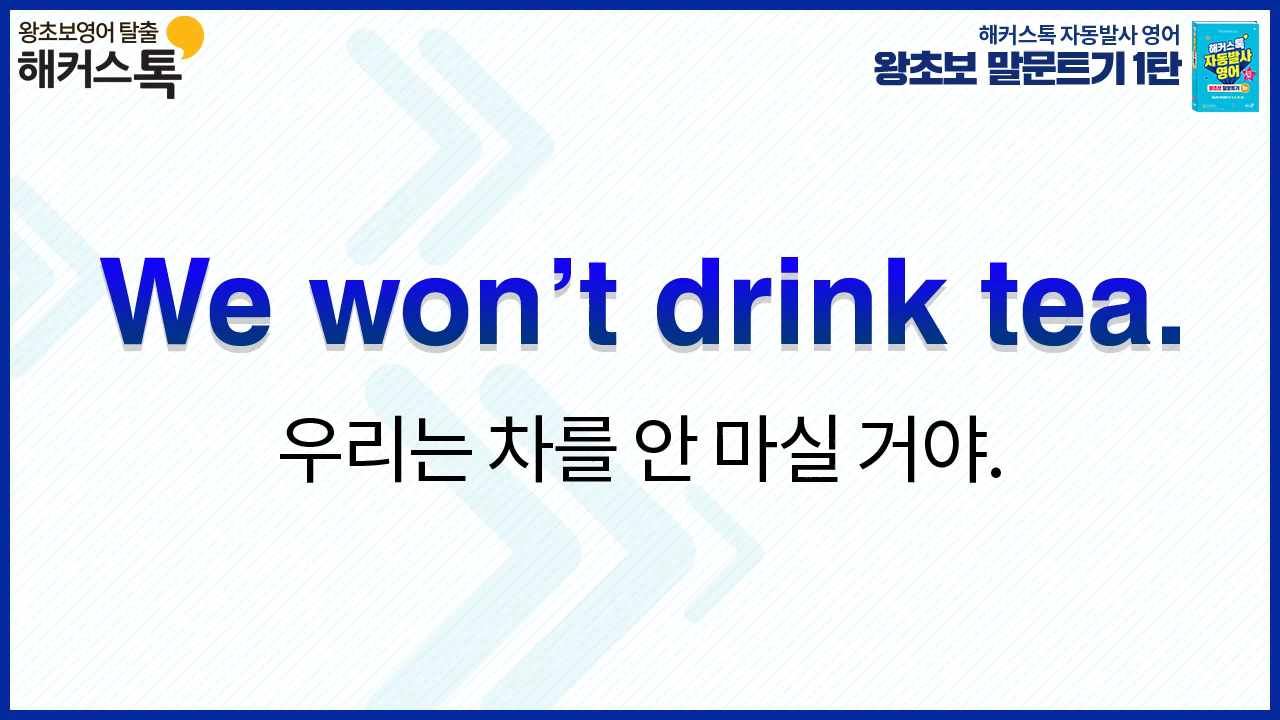 왕초보영어 탈출
해커스톡
해커스톡 자동발사 영어
왕초보 말문트기 1탄
해커스톡
자동발사
영어
왕초보 말문트기
We won’t drink tea.
우리는 차를 안 마실 거야.